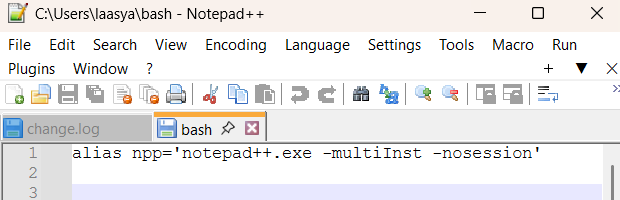 C:\Users\laasya\bash - Notepad++
File Edit Search View Encoding Language Settings Tools Macro Run
Plugins Window ?
change.log bash
1 alias npp='notepad++.exe -multiInst -nosession'
2
3